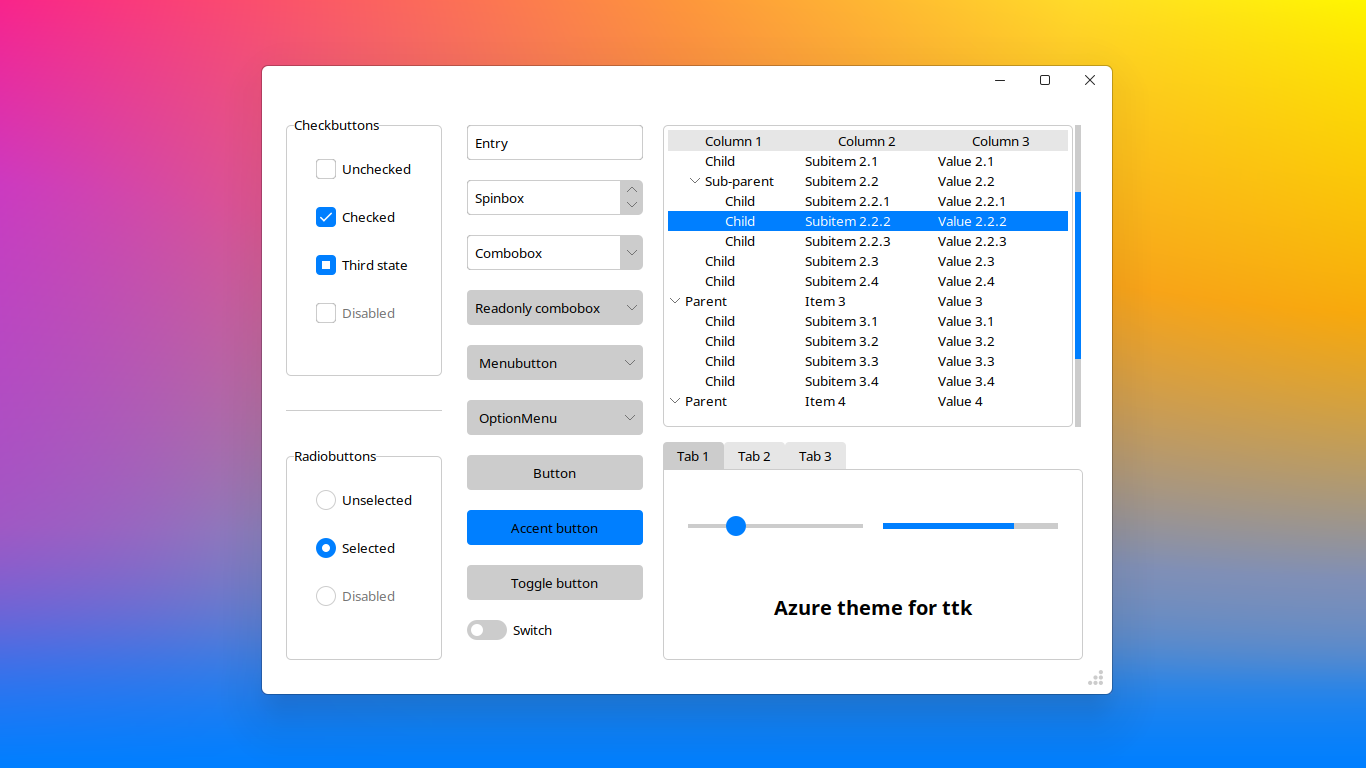 Checkbuttons
Unchecked
Checked
Third state
Disabled
Radiobuttons
Unselected
Selected
Disabled
Entry
Spinbox
Combobox
Readonly combobox
Menubutton
OptionMenu
Button
Accent button
Toggle button
Switch
Column 1 Column 2 Column 3
Child Subitem 2.1 Value 2.1
Sub-parent Subitem 2.2 Value 2.2
Child Subitem 2.2.1 Value 2.2.1
Child Subitem 2.2.2 Value 2.2.2
Child Subitem 2.2.3 Value 2.2.3
Child Subitem 2.3 Value 2.3
Child Subitem 2.4 Value 2.4
Parent Item 3 Value 3
Child Subitem 3.1 Value 3.1
Child Subitem 3.2 Value 3.2
Child Subitem 3.3 Value 3.3
Child Subitem 3.4 Value 3.4
Parent Item 4 Value 4
Tab 1 Tab 2 Tab 3
Azure theme for ttk